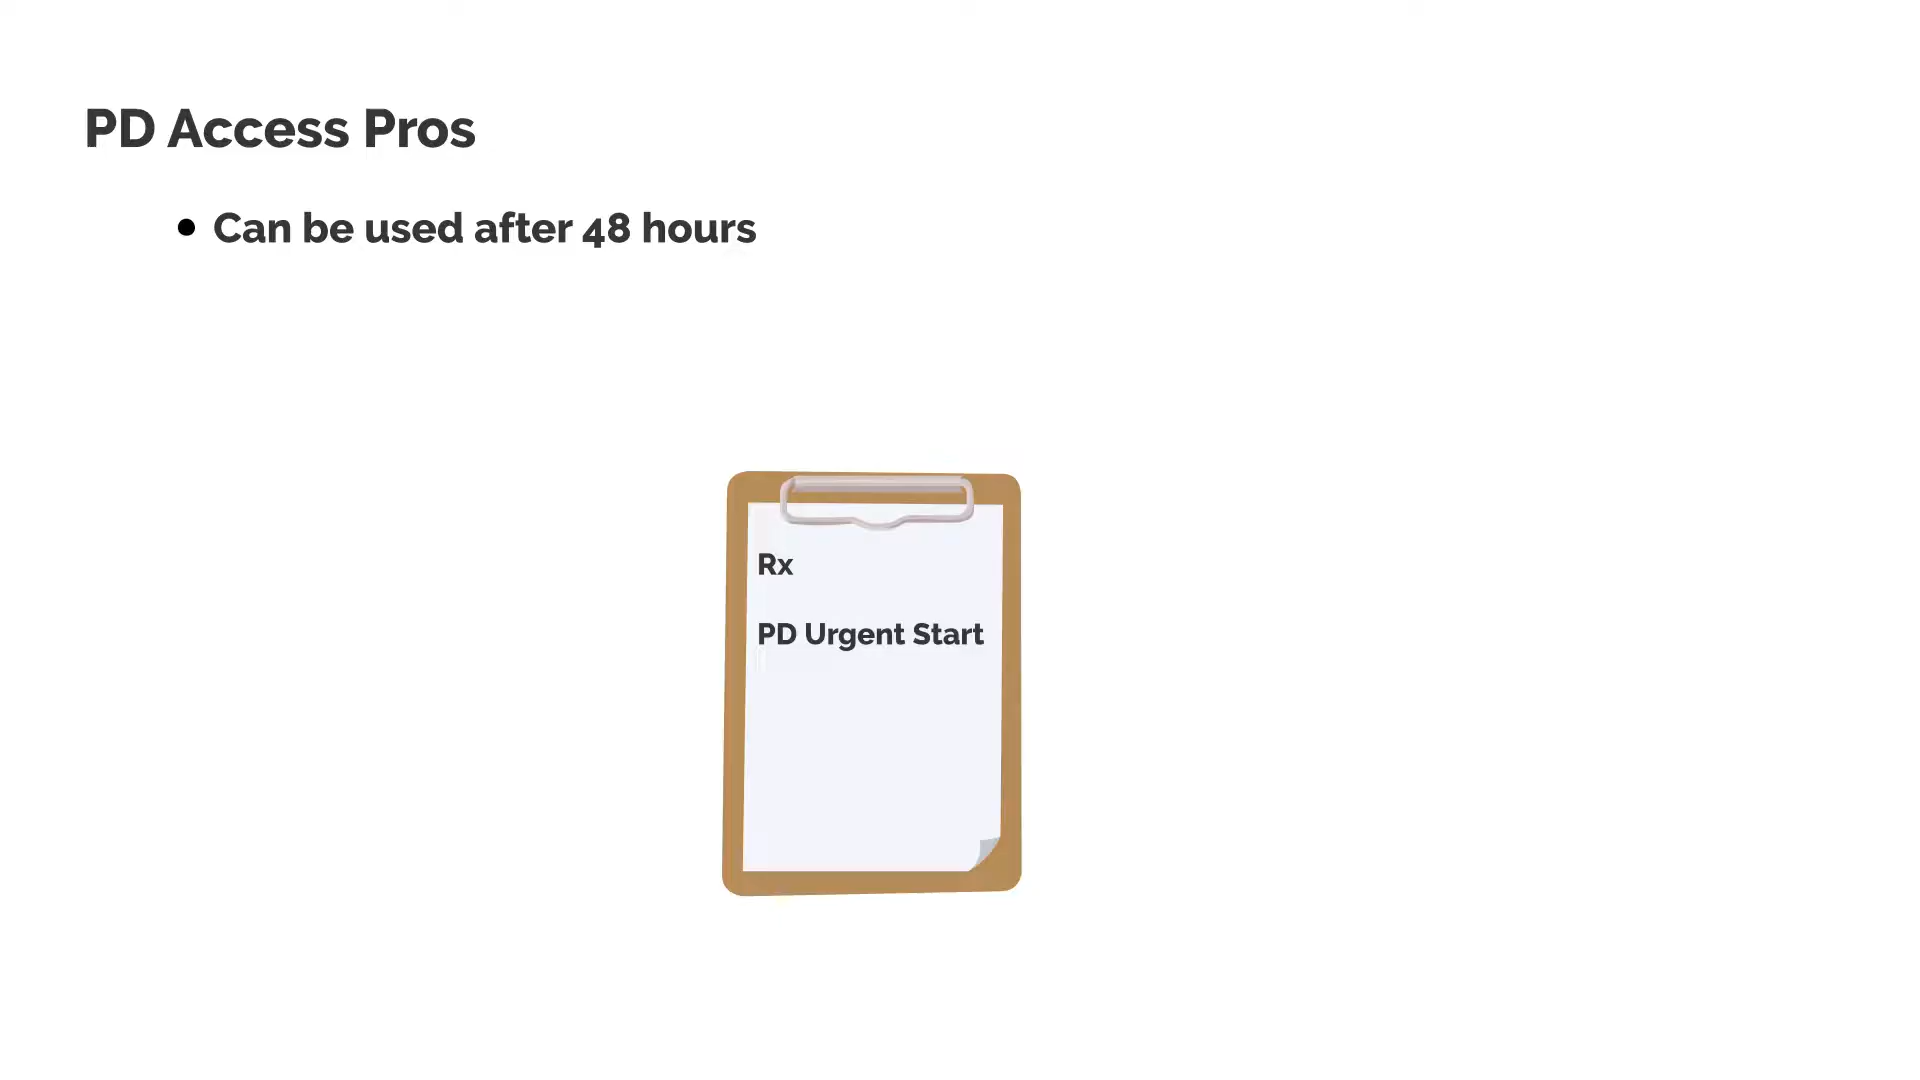 PD Access Pros
• Can be used after 48 hours
Rx
PD Urgent Start